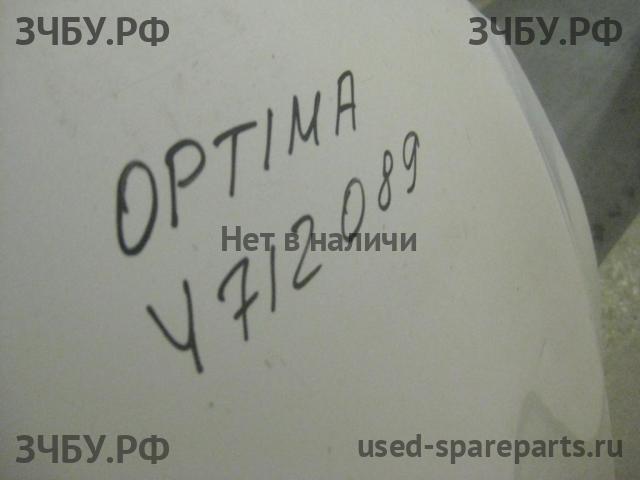 ЗЧБУ.РФ
ЗЧБУ.РФ
OPTIMA
Нет в наличи
4712089
ЗЧБУ.РФ
used-spareparts.ru